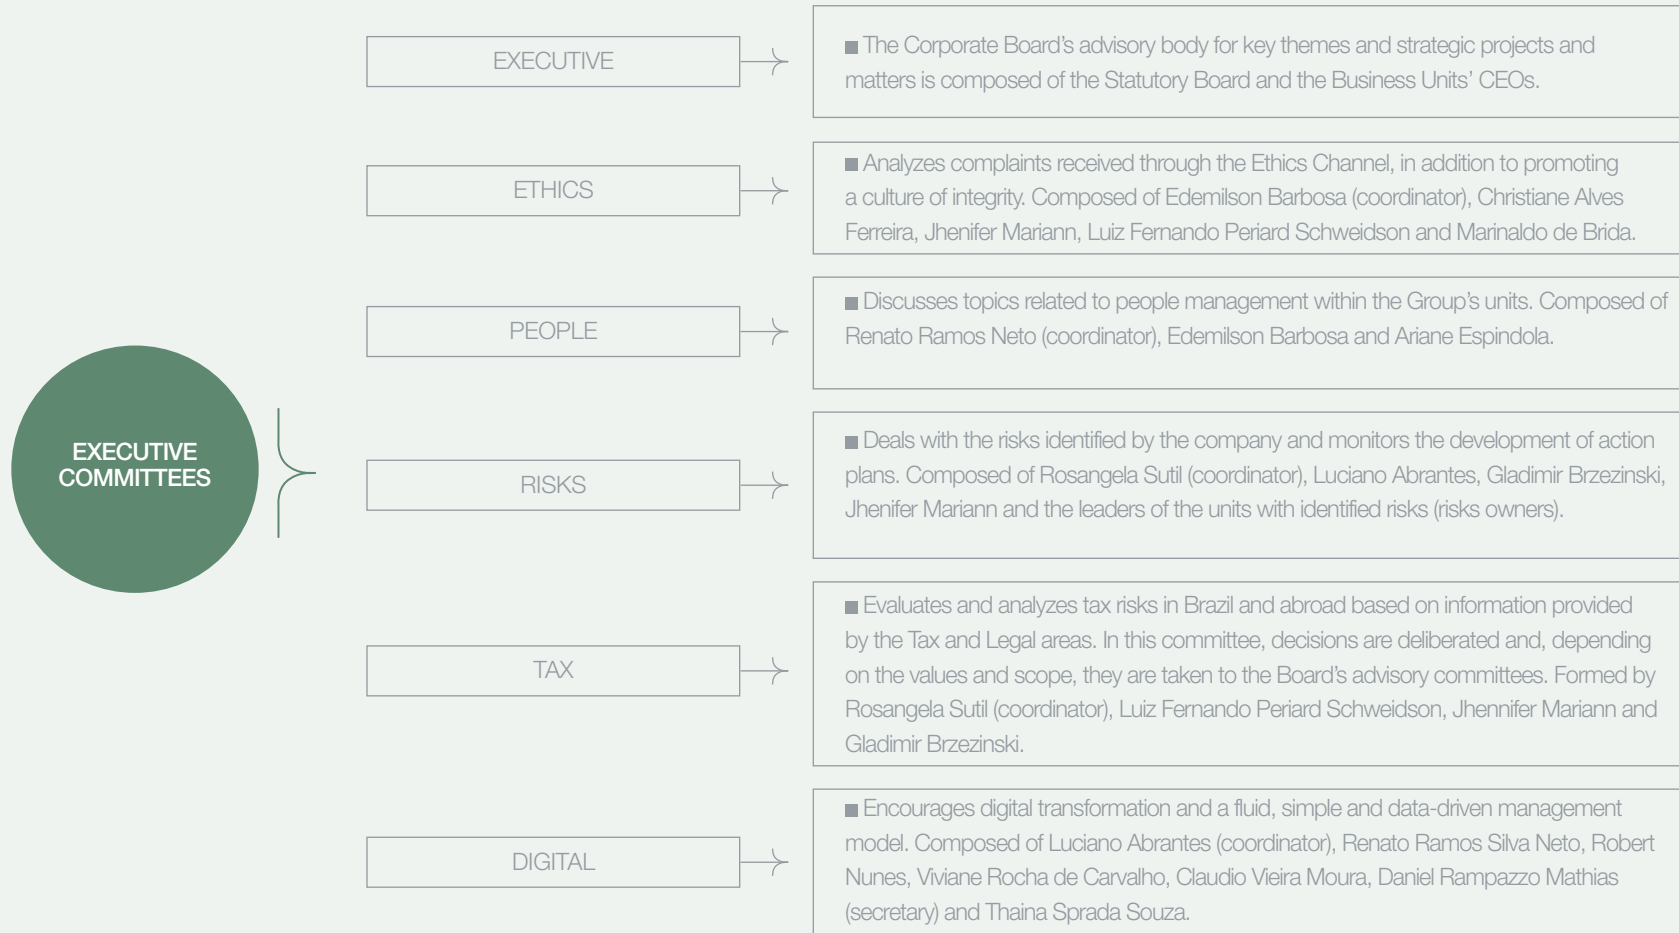 EXECUTIVE
COMMITTEES
EXECUTIVE
■ The Corporate Board’s advisory body for key themes and strategic projects and
matters is composed of the Statutory Board and the Business Units’ CEOs.
ETHICS
■ Analyzes complaints received through the Ethics Channel, in addition to promoting
a culture of integrity. Composed of Edemilson Barbosa (coordinator), Christiane Alves
Ferreira, Jhenifer Mariann, Luiz Fernando Periard Schweidson and Marinaldo de Brida.
PEOPLE
■ Discusses topics related to people management within the Group’s units. Composed of
Renato Ramos Neto (coordinator), Edemilson Barbosa and Ariane Espindola.
RISKS
■ Deals with the risks identified by the company and monitors the development of action
plans. Composed of Rosangela Sutil (coordinator), Luciano Abrantes, Gladimir Brzezinski,
Jhenifer Mariann and the leaders of the units with identified risks (risks owners).
TAX
■ Evaluates and analyzes tax risks in Brazil and abroad based on information provided
by the Tax and Legal areas. In this committee, decisions are deliberated and, depending
on the values and scope, they are taken to the Board’s advisory committees. Formed by
Rosangela Sutil (coordinator), Luiz Fernando Periard Schweidson, Jhennifer Mariann and
Gladimir Brzezinski.
DIGITAL
■ Encourages digital transformation and a fluid, simple and data-driven management
model. Composed of Luciano Abrantes (coordinator), Renato Ramos Silva Neto, Robert
Nunes, Viviane Rocha de Carvalho, Claudio Vieira Moura, Daniel Rampazzo Mathias
(secretary) and Thaina Sprada Souza.